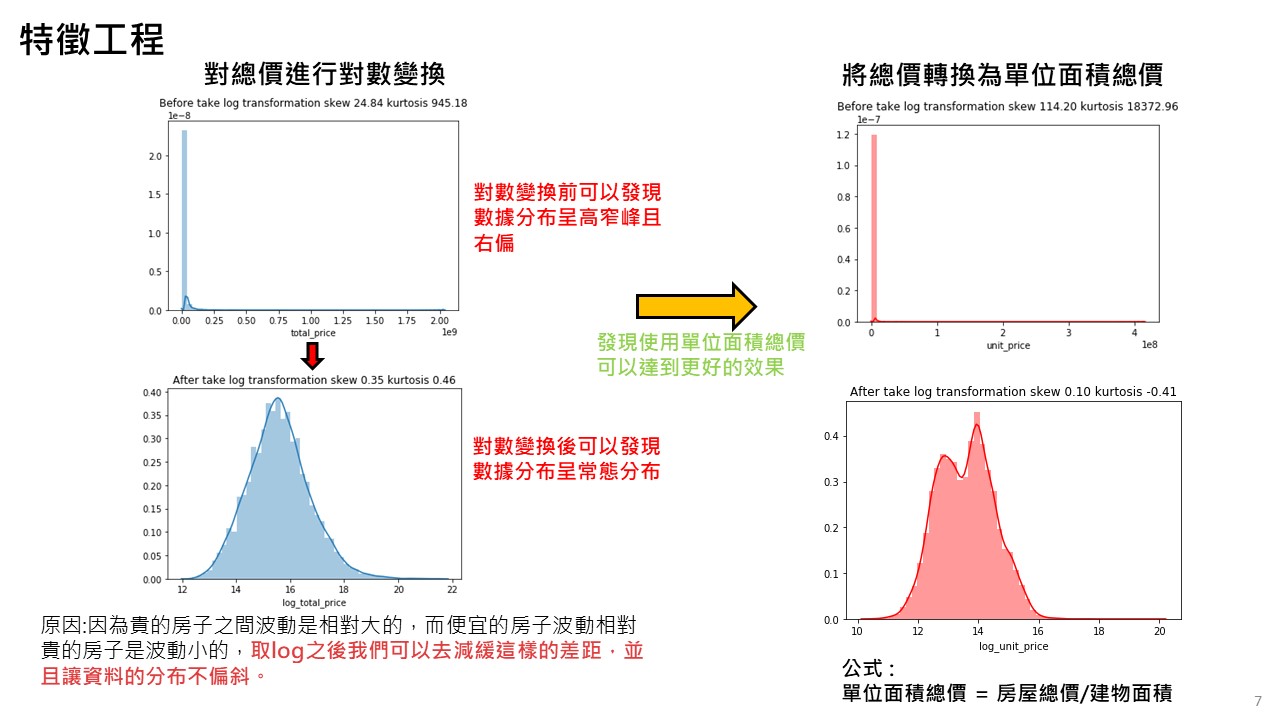 特徵工程
對總價進行對數變換
Before take log transformation skew 24.84 kurtosis 945.18
1e−8
2.0
1.5
1.0
0.5
0.0
0.00 0.25 0.50 0.75 1.00 1.25 1.50 1.75 2.00
total_price
1e9
對數變換前可以發現
數據分布呈高窄峰且
右偏
After take log transformation skew 0.35 kurtosis 0.46
0.40
0.35
0.30
0.25
0.20
0.15
0.10
0.05
0.00
12 14 16 18 20 22
log_total_price
對數變換後可以發現
數據分布呈常態分布
原因:因為貴的房子之間波動是相對大的，而便宜的房子波動相對
貴的房子是波動小的，取log之後我們可以去減緩這樣的差距，並
且讓資料的分布不偏斜。
發現使用單位面積總價
可以達到更好的效果
將總價轉換為單位面積總價
Before take log transformation skew 114.20 kurtosis 18372.96
1e−7
1.2
1.0
0.8
0.6
0.4
0.2
0.0
0 1 2 3 4
unit_price
1e8
After take log transformation skew 0.10 kurtosis -0.41
0.4
0.3
0.2
0.1
0.0
10 12 14 16 18 20
log_unit_price
公式 :
單位面積總價 = 房屋總價/建物面積
7